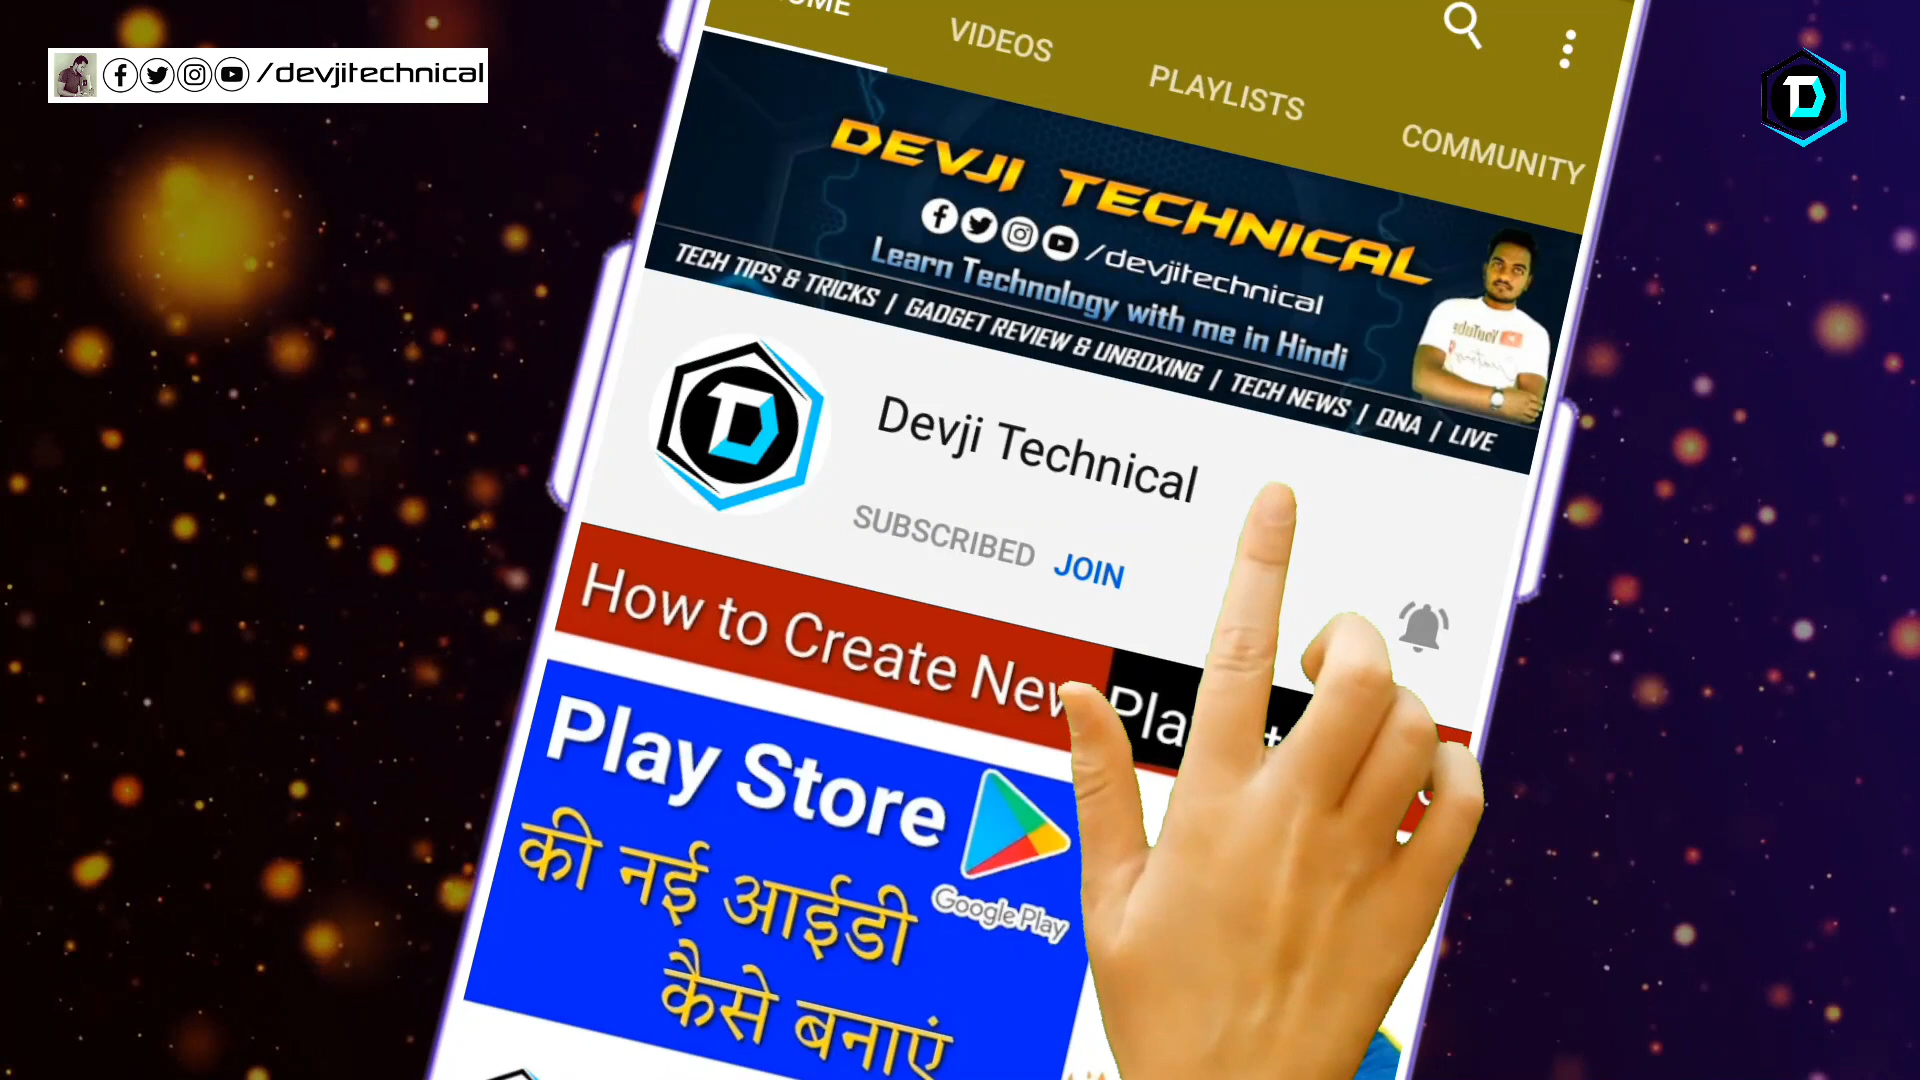 /devjitechnical
VIDEOS
PLAYLISTS
COMMUNITY
DEVJI TECHNICAL
/devjitechnical
Learn Technology with me in Hindi
TECH TIPS & TRICKS | GADGET REVIEW & UNBOXING | TECH NEWS | QNA | LIVE
Devji Technical
SUBSCRIBED JOIN
How to Create New
Play Store
Google Play
की नई आईडी
कैसे बनाएं